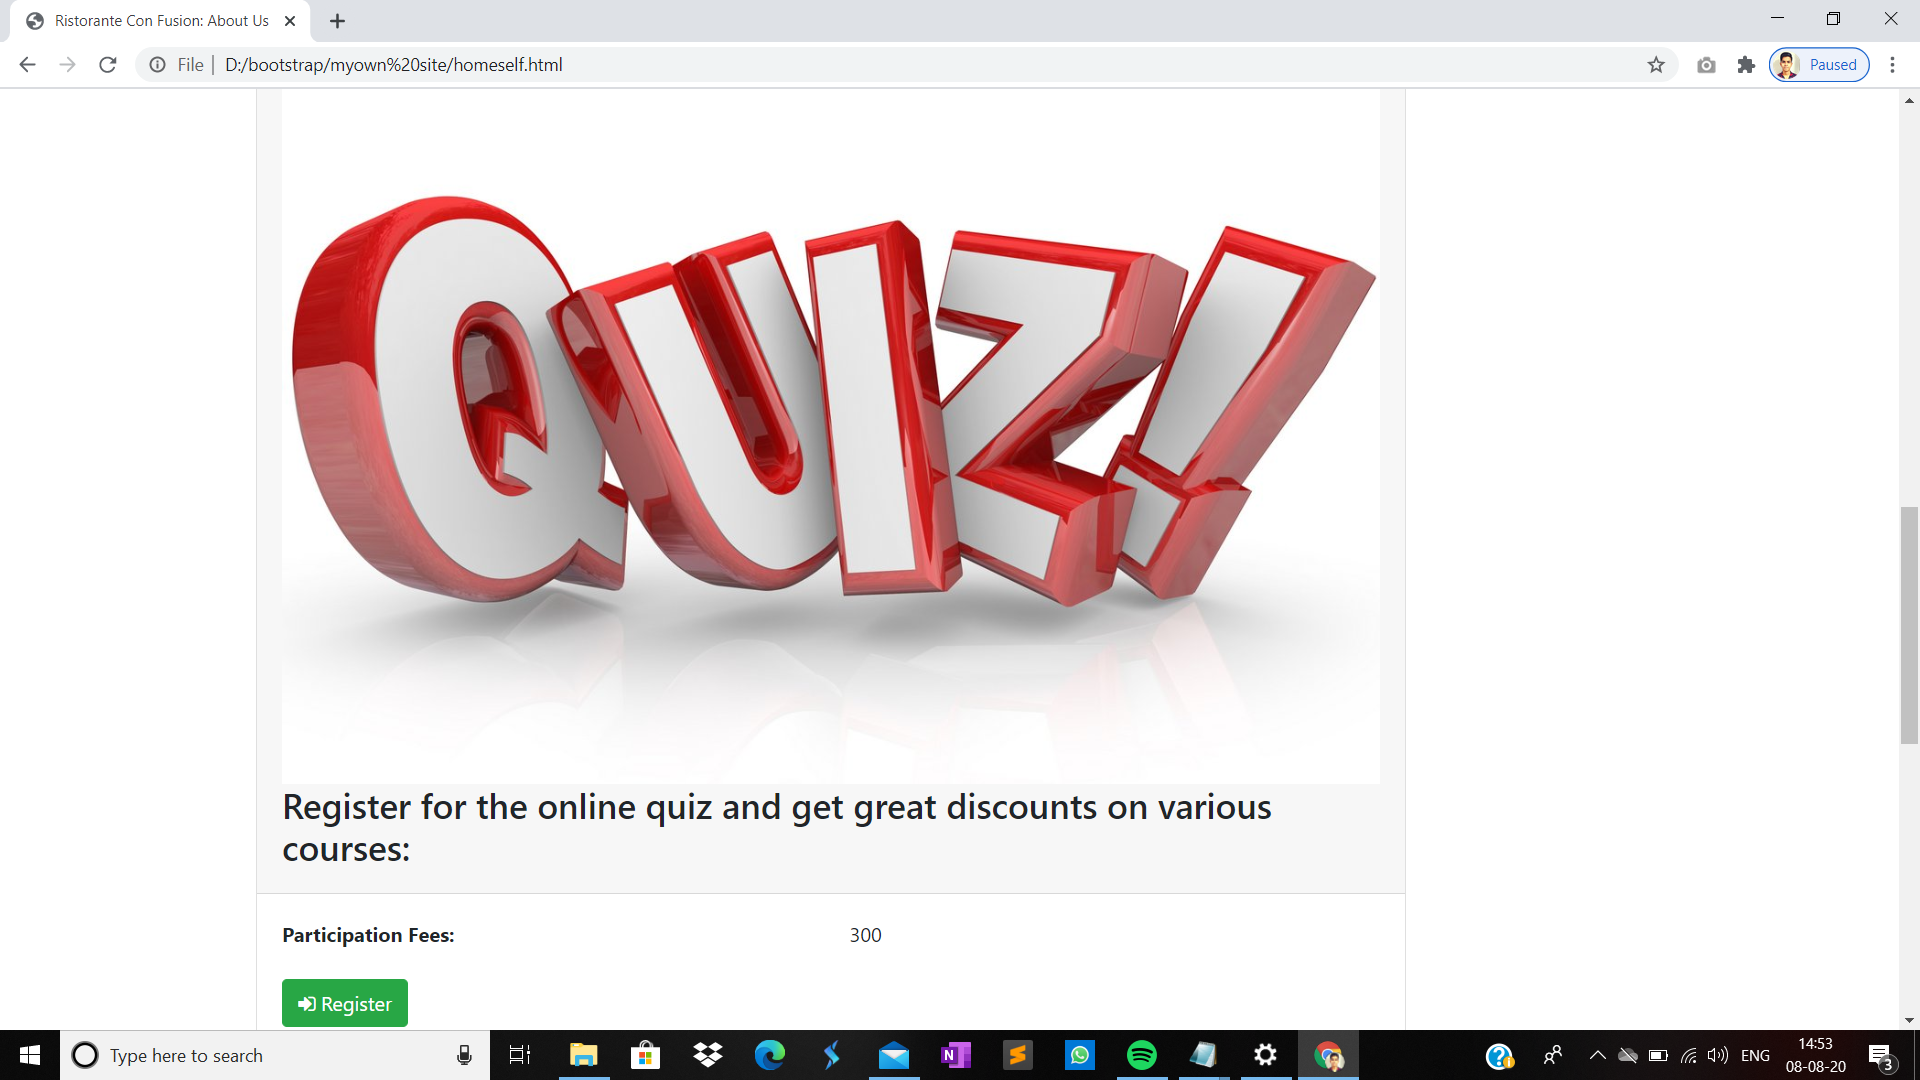 Ristorante Con Fusion: About Us
File | D:/bootstrap/myown%20site/homeself.html
Paused
QUIZ!
Register for the online quiz and get great discounts on various
courses:
Participation Fees: 300
Register
Type here to search
N
S
ENG
14:53
08-08-20
3